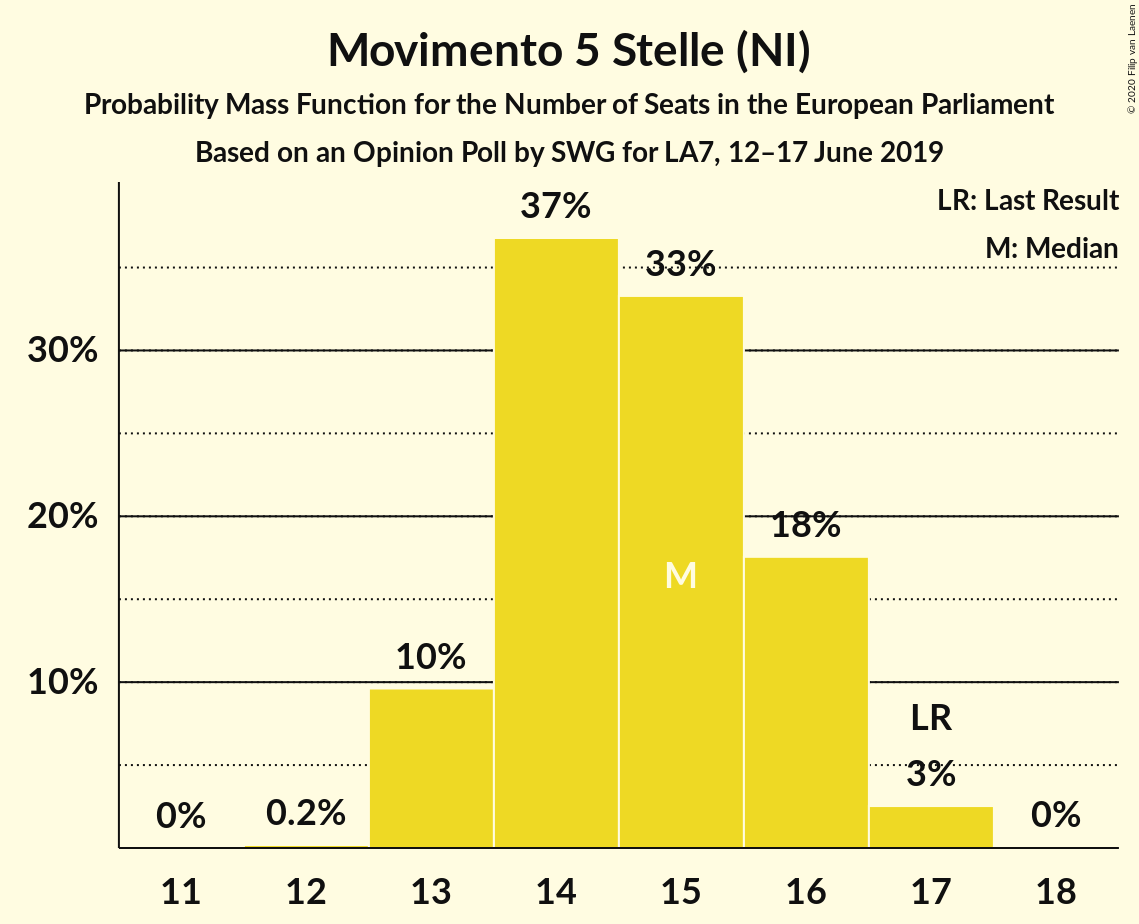 Movimento 5 Stelle (NI)
Probability Mass Function for the Number of Seats in the European Parliament
Based on an Opinion Poll by SWG for LA7, 12–17 June 2019
© 2020 Filip van Laenen
LR: Last Result
M: Median
37%
33%
30%
20%
18%
M
10%
10%
LR
3%
0%
0.2%
0%
11 12 13 14 15 16 17 18